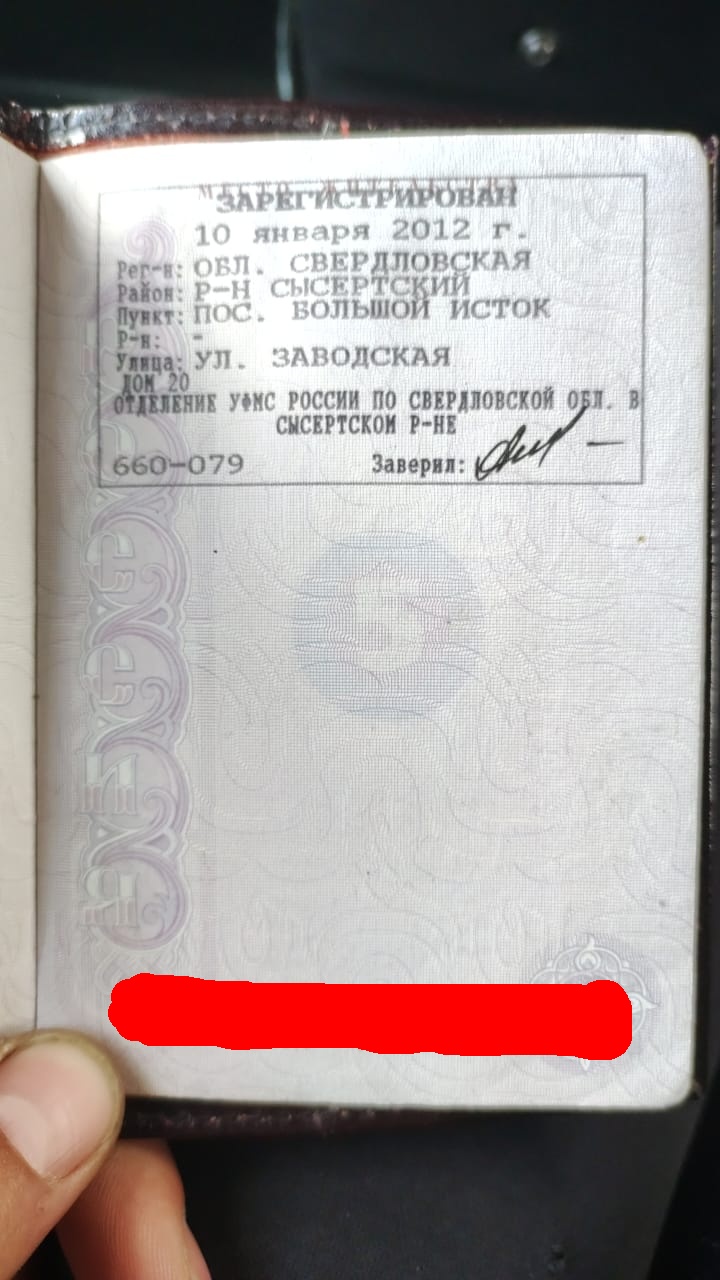 МЕСТО ЖИТЕЛЬСТВА
ЗАРЕГИСТРИРОВАН
10 января 2012 г.
Рег-н: ОБЛ. СВЕРДЛОВСКАЯ
Район: Р-Н СЫСЕРТСКИЙ
Пункт: ПОС. БОЛЬШОЙ ИСТОК
Р-н: -
Улица: УЛ. ЗАВОДСКАЯ
ДОМ 20
ОТДЕЛЕНИЕ УФМС РОССИИ ПО СВЕРДЛОВСКОЙ ОБЛ. В
СЫСЕРТСКОМ Р-НЕ
660-079 Заверил: